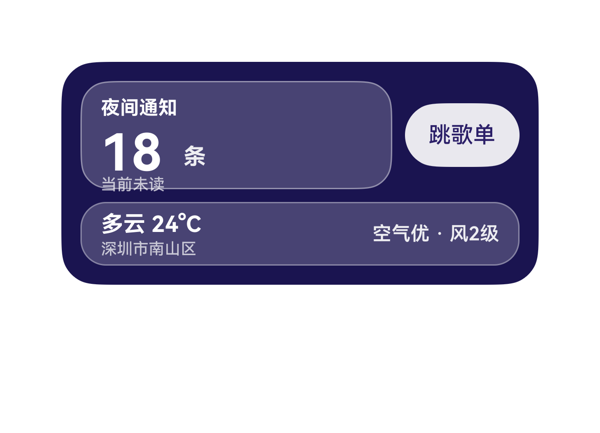 夜间通知
18 条
当前未读
跳歌单
多云 24°C
深圳市南山区
空气优 · 风2级